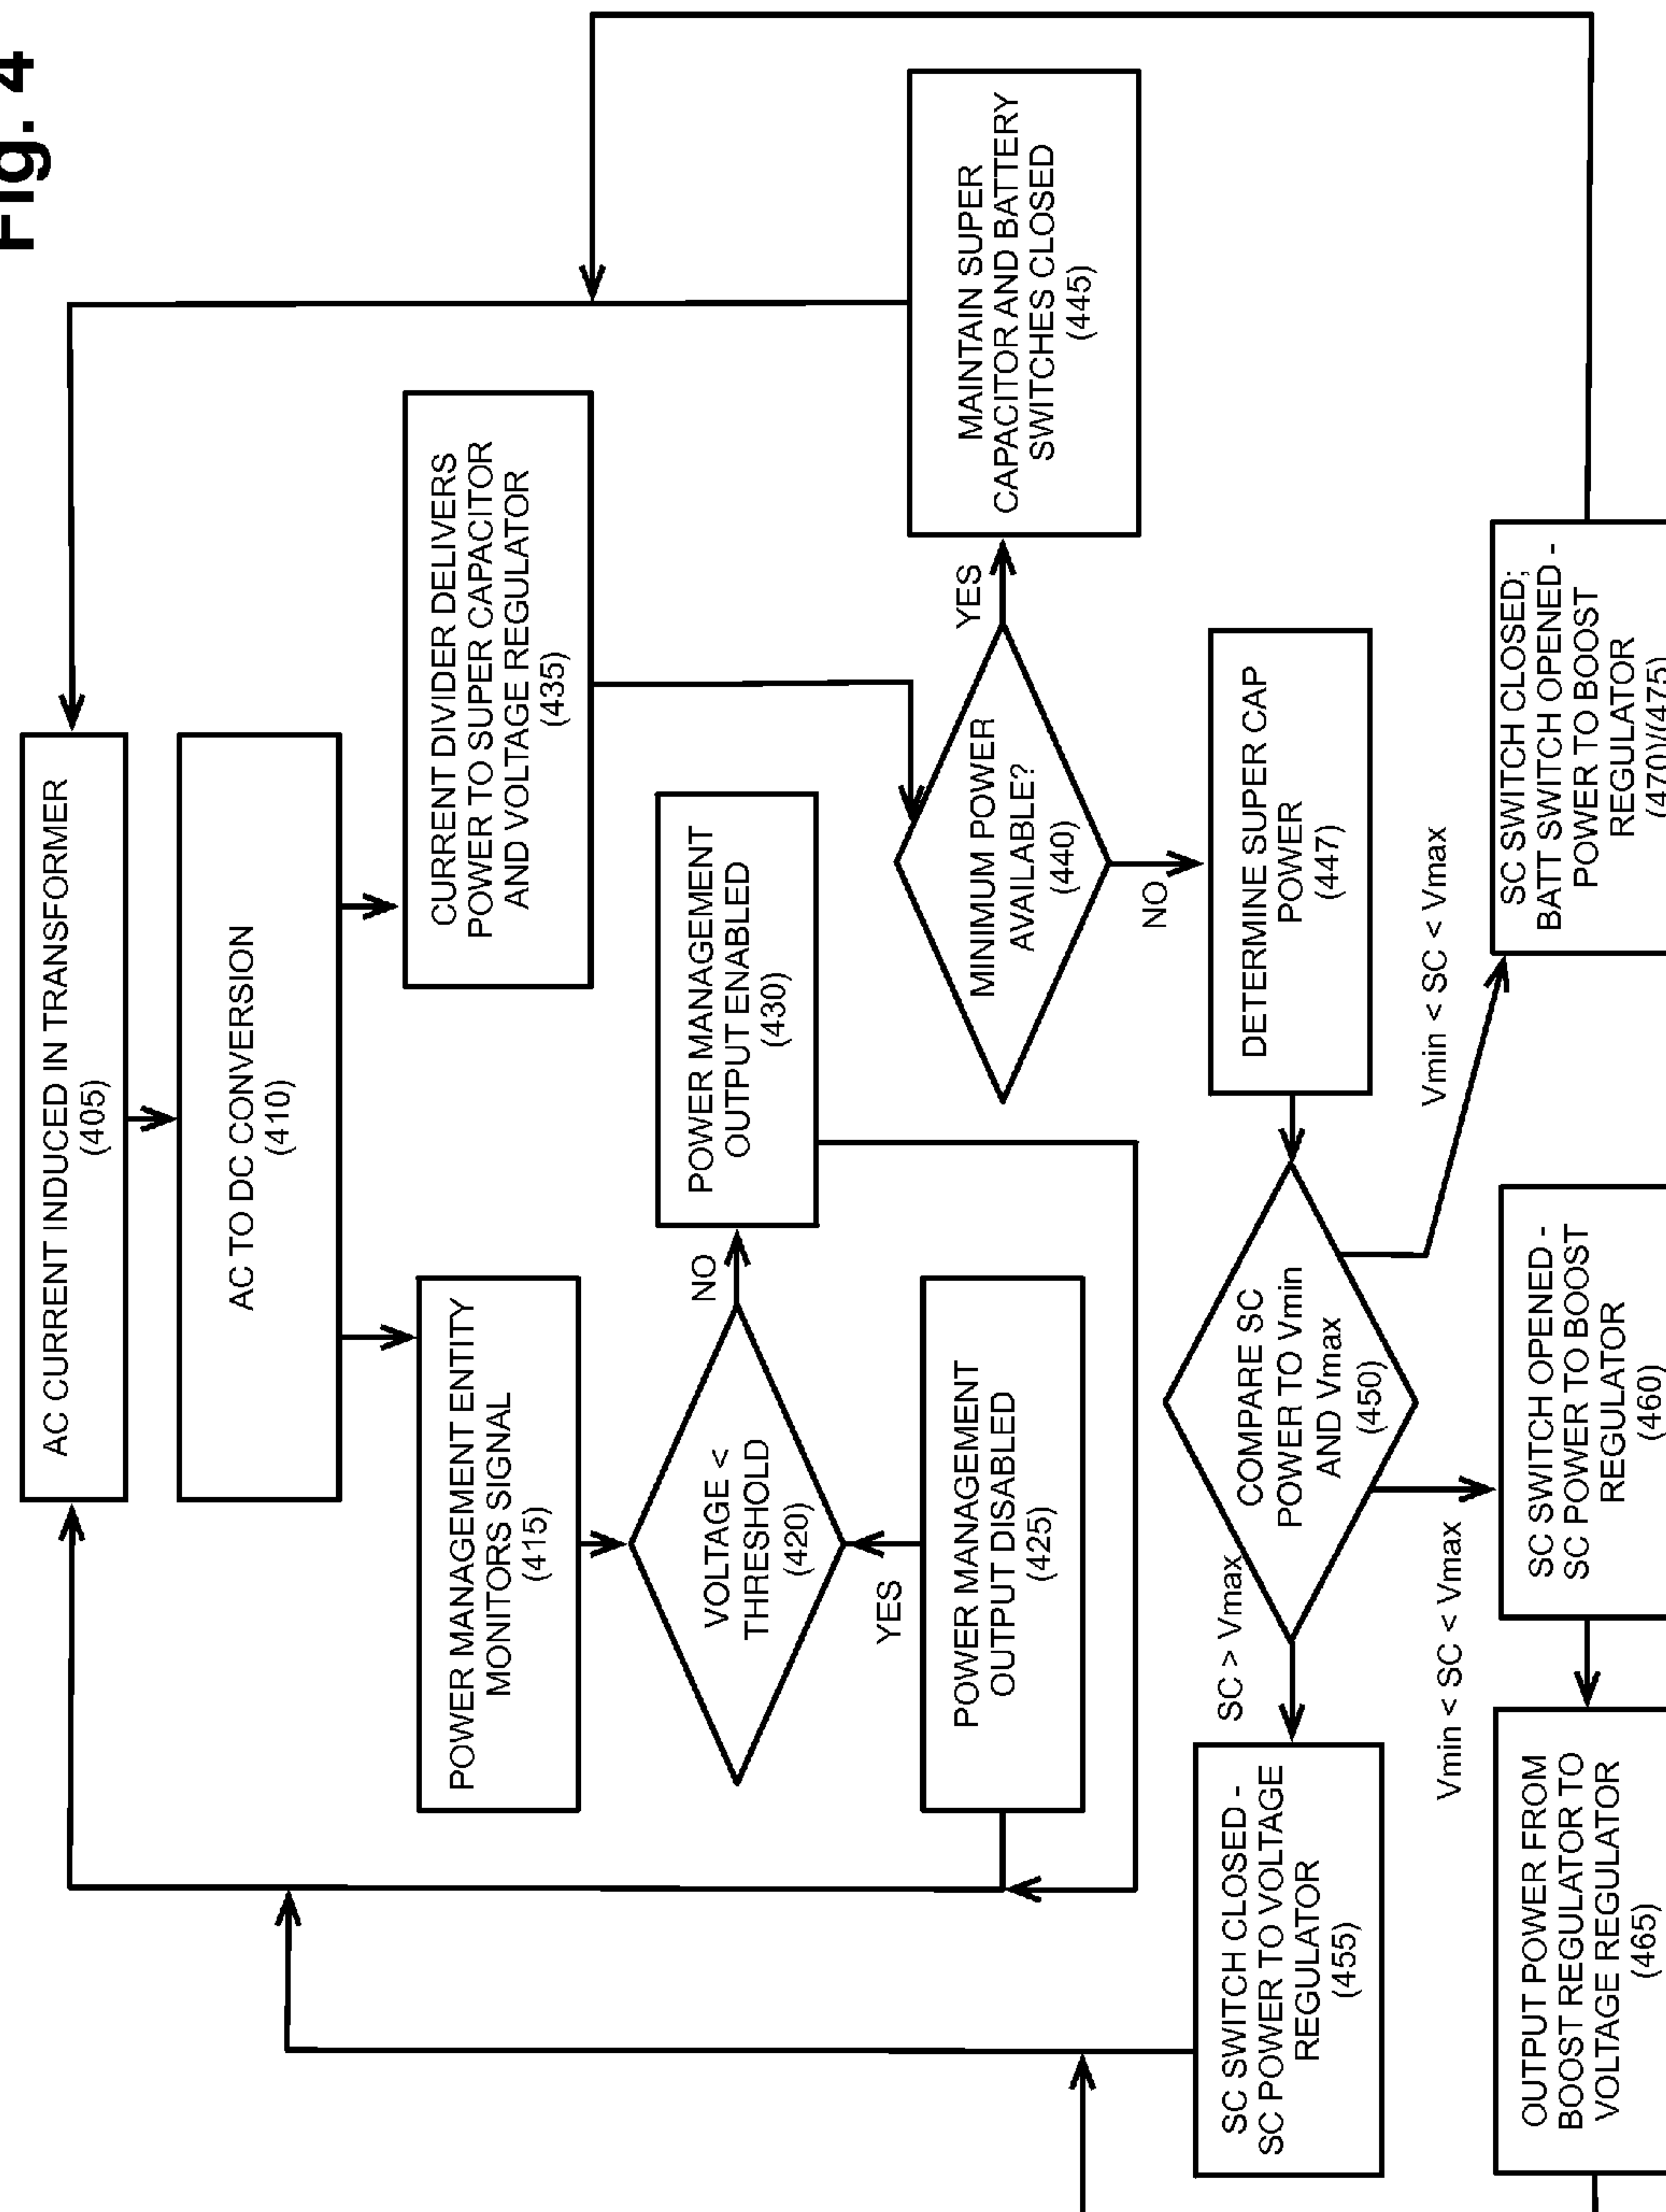 Fig. 4
AC CURRENT INDUCED IN TRANSFORMER
(405)
AC TO DC CONVERSION
(410)
POWER MANAGEMENT ENTITY
MONITORS SIGNAL
(415)
CURRENT DIVIDER DELIVERS
POWER TO SUPER CAPACITOR
AND VOLTAGE REGULATOR
(435)
VOLTAGE <
THRESHOLD
(420)
NO
POWER MANAGEMENT
OUTPUT ENABLED
(430)
YES
POWER MANAGEMENT
OUTPUT DISABLED
(425)
MINIMUM POWER
AVAILABLE?
(440)
YES
MAINTAIN SUPER
CAPACITOR AND BATTERY
SWITCHES CLOSED
(445)
NO
DETERMINE SUPER CAP
POWER
(447)
COMPARE SC
POWER TO Vmin
AND Vmax
(450)
SC > Vmax
SC SWITCH CLOSED -
SC POWER TO VOLTAGE
REGULATOR
(455)
Vmin < SC < Vmax
Vmin < SC < Vmax
OUTPUT POWER FROM
BOOST REGULATOR TO
VOLTAGE REGULATOR
(465)
SC SWITCH OPENED -
SC POWER TO BOOST
REGULATOR
(460)
SC SWITCH CLOSED;
BATT SWITCH OPENED -
POWER TO BOOST
REGULATOR
(470)/(475)